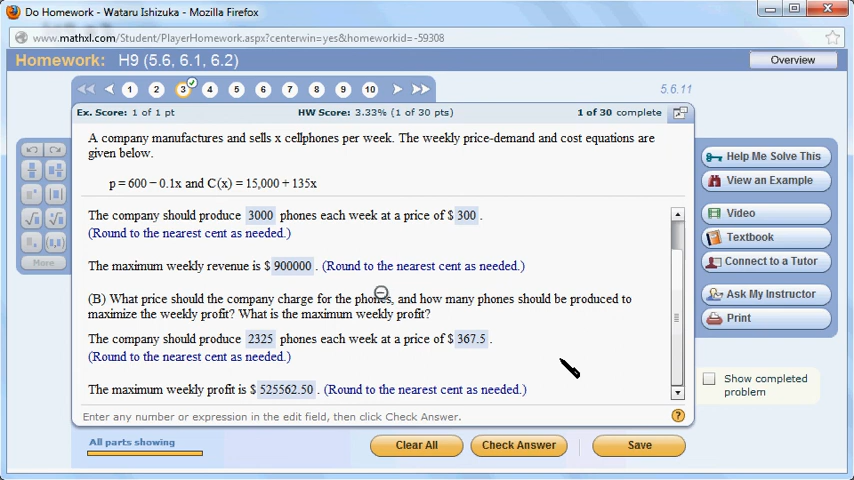 Do Homework - Wataru Ishizuka - Mozilla Firefox
www.mathxl.com/Student/PlayerHomework.aspx?centerwin=yes&homeworkid=-59308
Homework: H9 (5.6, 6.1, 6.2)
Overview
1 2 3 4 5 6 7 8 9 10
5.6.11
Ex. Score: 1 of 1 pt HW Score: 3.33% (1 of 30 pts) 1 of 30 complete
A company manufactures and sells x cellphones per week. The weekly price-demand and cost equations are
given below.
p = 600 − 0.1x and C(x) = 15,000 + 135x
The company should produce 3000 phones each week at a price of $ 300 .
(Round to the nearest cent as needed.)
The maximum weekly revenue is $ 900000 . (Round to the nearest cent as needed.)
(B) What price should the company charge for the phones, and how many phones should be produced to
maximize the weekly profit? What is the maximum weekly profit?
The company should produce 2325 phones each week at a price of $ 367.5 .
(Round to the nearest cent as needed.)
The maximum weekly profit is $ 525562.50 . (Round to the nearest cent as needed.)
Enter any number or expression in the edit field, then click Check Answer.
?
All parts showing
Clear All
Check Answer
Save
More
Help Me Solve This
View an Example
Video
Textbook
Connect to a Tutor
Ask My Instructor
Print
Show completed
problem